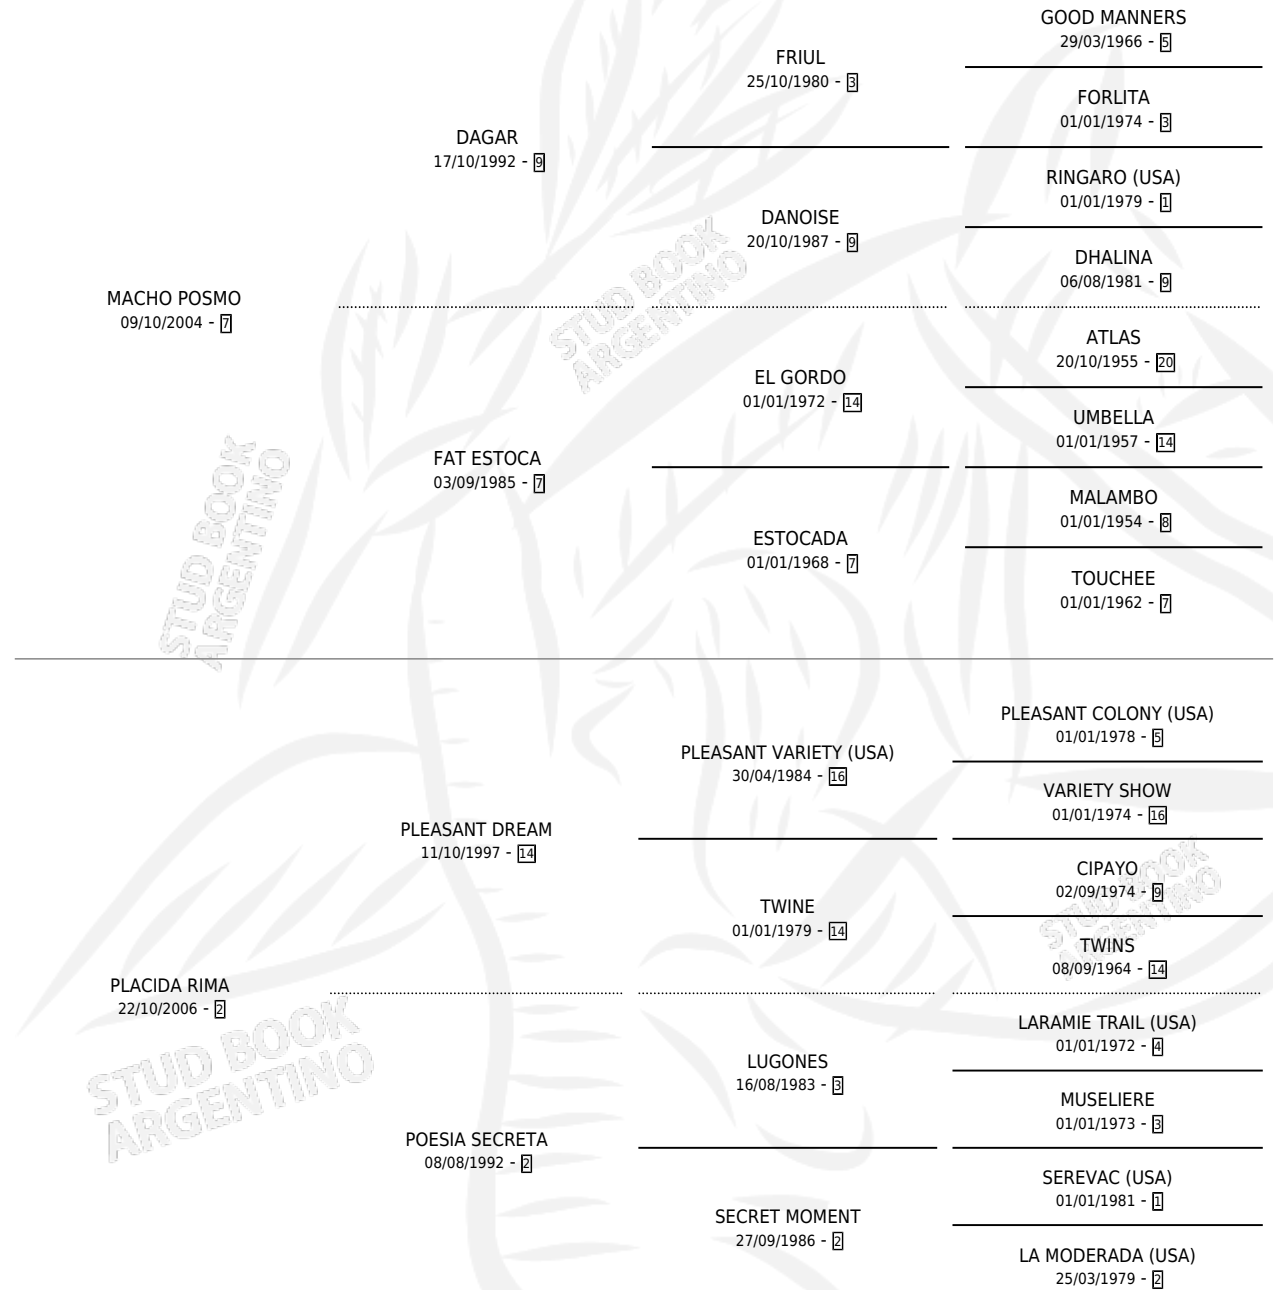 GOOD MANNERS
29/03/1966 - 5
FRIUL
25/10/1980 - 3
FORLITA
01/01/1974 - 3
DAGAR
17/10/1992 - 9
RINGARO (USA)
01/01/1979 - 1
DANOISE
20/10/1987 - 9
DHALINA
06/08/1981 - 9
MACHO POSMO
09/10/2004 - 7
ATLAS
20/10/1955 - 20
EL GORDO
01/01/1972 - 14
UMBELLA
01/01/1957 - 14
FAT ESTOCA
03/09/1985 - 7
MALAMBO
01/01/1954 - 8
ESTOCADA
01/01/1968 - 7
TOUCHEE
01/01/1962 - 7
STUD BOOK
ARGENTINO
STUD BOOK
ARGENTINO
PLEASANT COLONY (USA)
01/01/1978 - 5
PLEASANT VARIETY (USA)
30/04/1984 - 16
VARIETY SHOW
01/01/1974 - 16
PLEASANT DREAM
11/10/1997 - 14
CIPAYO
02/09/1974 - 9
TWINE
01/01/1979 - 14
TWINS
08/09/1964 - 14
STUD BOOK
ARGENTINO
PLACIDA RIMA
22/10/2006 - 2
LARAMIE TRAIL (USA)
01/01/1972 - 4
LUGONES
16/08/1983 - 3
MUSELIERE
01/01/1973 - 3
STUD BOOK
ARGENTINO
POESIA SECRETA
08/08/1992 - 2
SEREVAC (USA)
01/01/1981 - 1
SECRET MOMENT
27/09/1986 - 2
LA MODERADA (USA)
25/03/1979 - 2